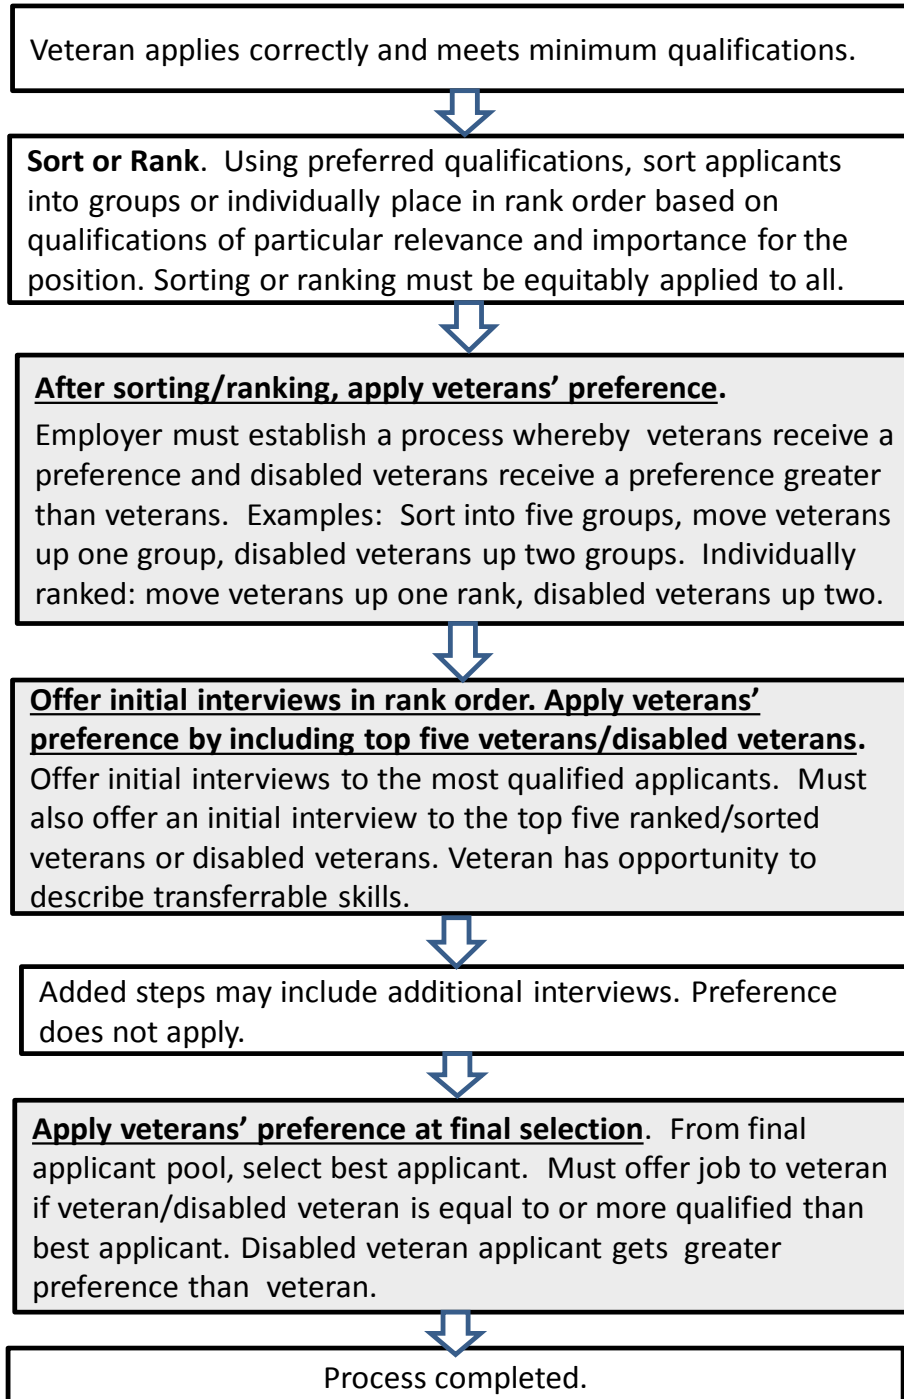 Veteran applies correctly and meets minimum qualifications.
Sort or Rank.  Using preferred qualifications, sort applicants
into groups or individually place in rank order based on
qualifications of particular relevance and importance for the
position. Sorting or ranking must be equitably applied to all.
After sorting/ranking, apply veterans’ preference.
Employer must establish a process whereby  veterans receive a
preference and disabled veterans receive a preference greater
than veterans.  Examples:  Sort into five groups, move veterans
up one group, disabled veterans up two groups.  Individually
ranked: move veterans up one rank, disabled veterans up two.
Offer initial interviews in rank order. Apply veterans’
preference by including top five veterans/disabled veterans.
Offer initial interviews to the most qualified applicants.  Must
also offer an initial interview to the top five ranked/sorted
veterans or disabled veterans. Veteran has opportunity to
describe transferrable skills.
Added steps may include additional interviews. Preference
does not apply.
Apply veterans’ preference at final selection.  From final
applicant pool, select best applicant.  Must offer job to veteran
if veteran/disabled veteran is equal to or more qualified than
best applicant. Disabled veteran applicant gets  greater
preference than  veteran.
Process completed.